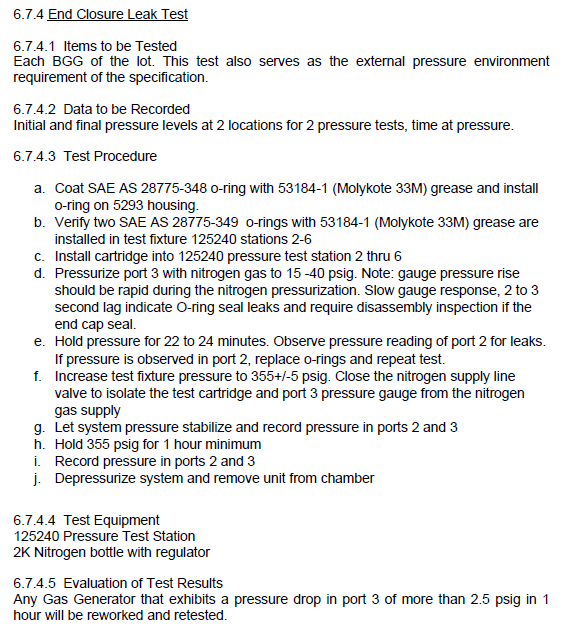 6.7.4 End Closure Leak Test
6.7.4.1 Items to be Tested
Each BGG of the lot. This test also serves as the external pressure environment
requirement of the specification.
6.7.4.2 Data to be Recorded
Initial and final pressure levels at 2 locations for 2 pressure tests, time at pressure.
6.7.4.3 Test Procedure
a. Coat SAE AS 28775-348 o-ring with 53184-1 (Molykote 33M) grease and install
o-ring on 5293 housing.
b. Verify two SAE AS 28775-349 o-rings with 53184-1 (Molykote 33M) grease are
installed in test fixture 125240 stations 2-6
c. Install cartridge into 125240 pressure test station 2 thru 6
d. Pressurize port 3 with nitrogen gas to 15 -40 psig. Note: gauge pressure rise
should be rapid during the nitrogen pressurization. Slow gauge response, 2 to 3
second lag indicate O-ring seal leaks and require disassembly inspection if the
end cap seal.
e. Hold pressure for 22 to 24 minutes. Observe pressure reading of port 2 for leaks.
If pressure is observed in port 2, replace o-rings and repeat test.
f. Increase test fixture pressure to 355+/-5 psig. Close the nitrogen supply line
valve to isolate the test cartridge and port 3 pressure gauge from the nitrogen
gas supply
g. Let system pressure stabilize and record pressure in ports 2 and 3
h. Hold 355 psig for 1 hour minimum
i. Record pressure in ports 2 and 3
j. Depressurize system and remove unit from chamber
6.7.4.4 Test Equipment
125240 Pressure Test Station
2K Nitrogen bottle with regulator
6.7.4.5 Evaluation of Test Results
Any Gas Generator that exhibits a pressure drop in port 3 of more than 2.5 psig in 1
hour will be reworked and retested.